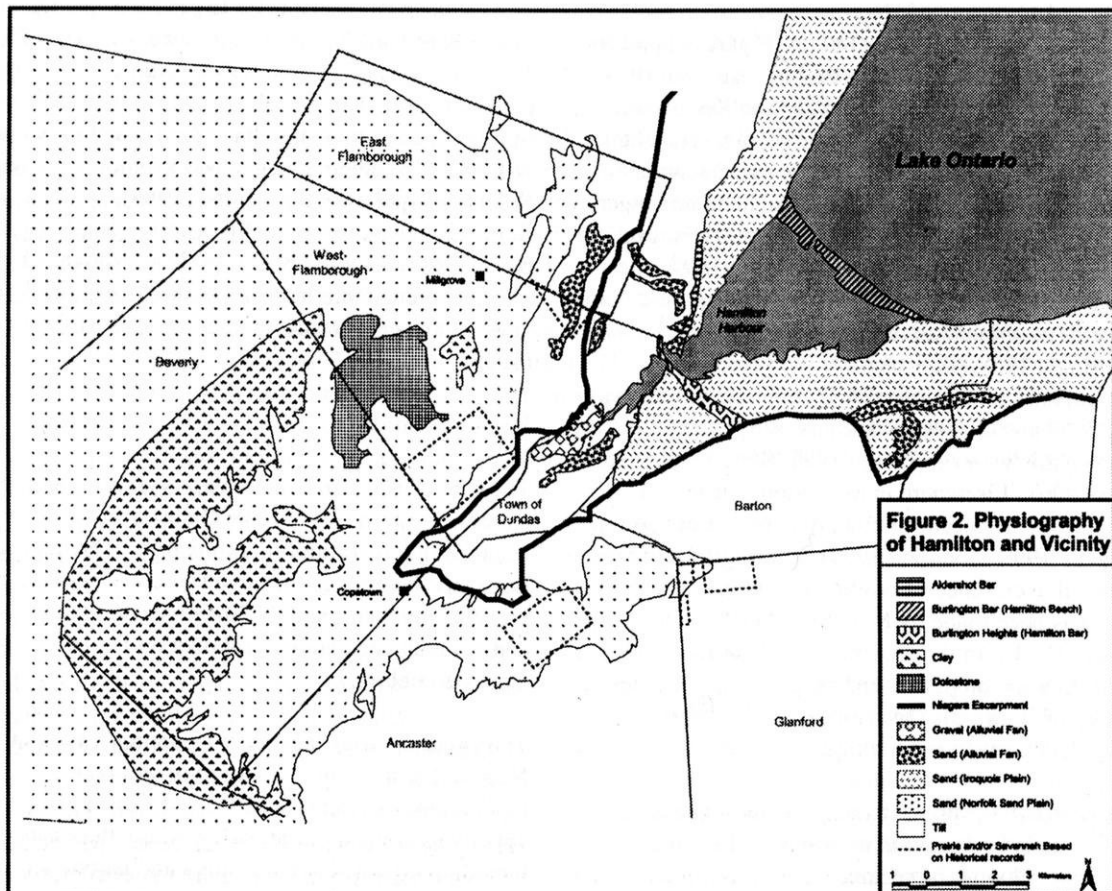 East
Flamborough
Lake Ontario
West
Flamborough
Millgrove
Hamilton
Harbour
Beverly
Town of
Dundas
Barton
Copetown
Ancaster
Glanford
Figure 2. Physiography
of Hamilton and Vicinity
Aldershot Bar
Burlington Bar (Hamilton Beach)
Burlington Heights (Hamilton Bar)
Clay
Dolostone
Niagara Escarpment
Gravel (Alluvial Fan)
Sand (Alluvial Fan)
Sand (Iroquois Plain)
Sand (Norfolk Sand Plain)
Till
Prairie and/or Savannah Based
on Historical records
1 0 1 2 3 Kilometers
N